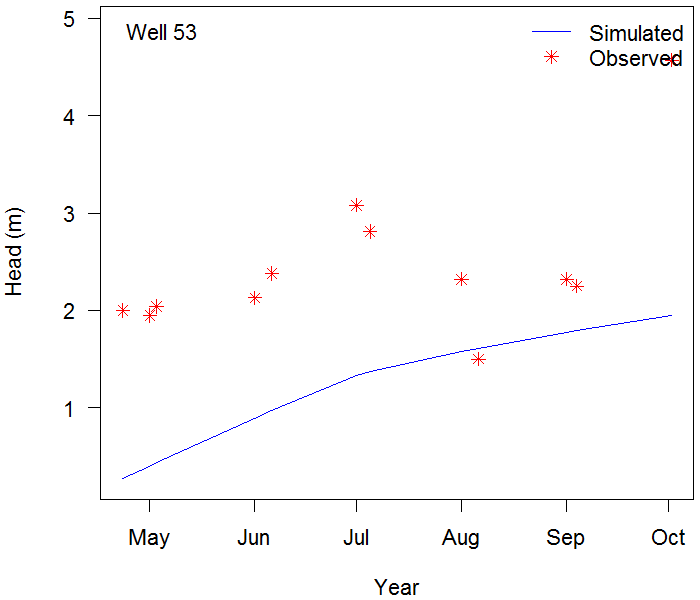 Well 53
Simulated
Observed
5
4
3
2
1
Head (m)
May Jun Jul Aug Sep Oct
Year